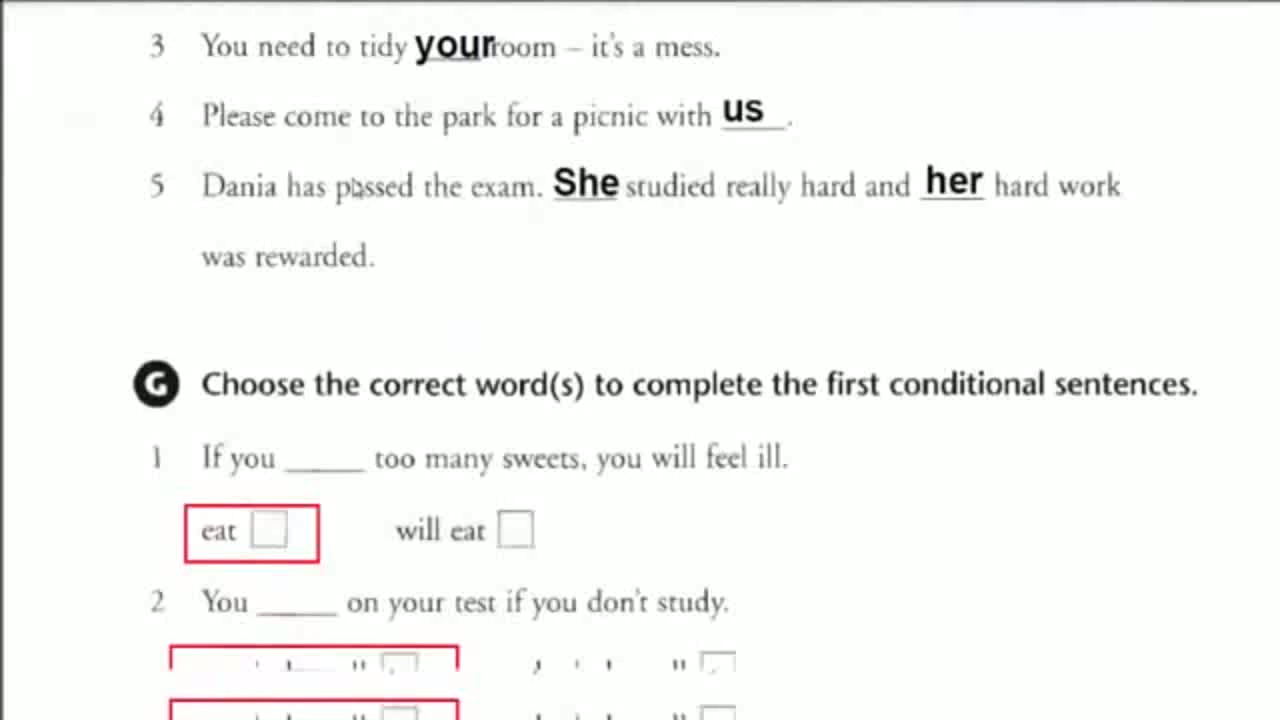 3 You need to tidy your room – it's a mess.
4 Please come to the park for a picnic with us.
5 Dania has passed the exam. She studied really hard and her hard work
was rewarded.
G Choose the correct word(s) to complete the first conditional sentences.
1 If you _____ too many sweets, you will feel ill.
eat will eat
2 You _____ on your test if you don't study.